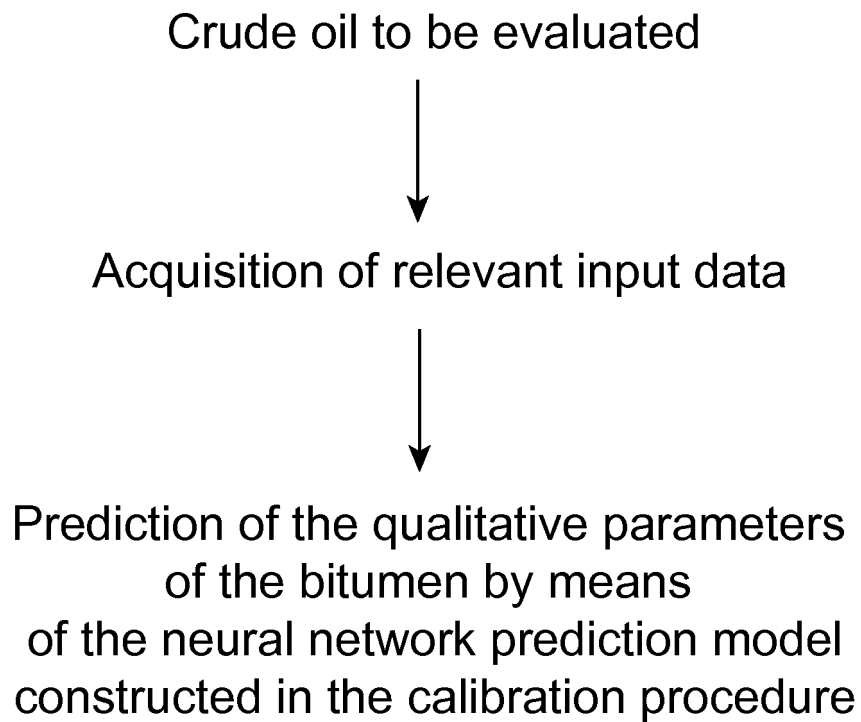 Crude oil to be evaluated
Acquisition of relevant input data
Prediction of the qualitative parameters
of the bitumen by means
of the neural network prediction model
constructed in the calibration procedure